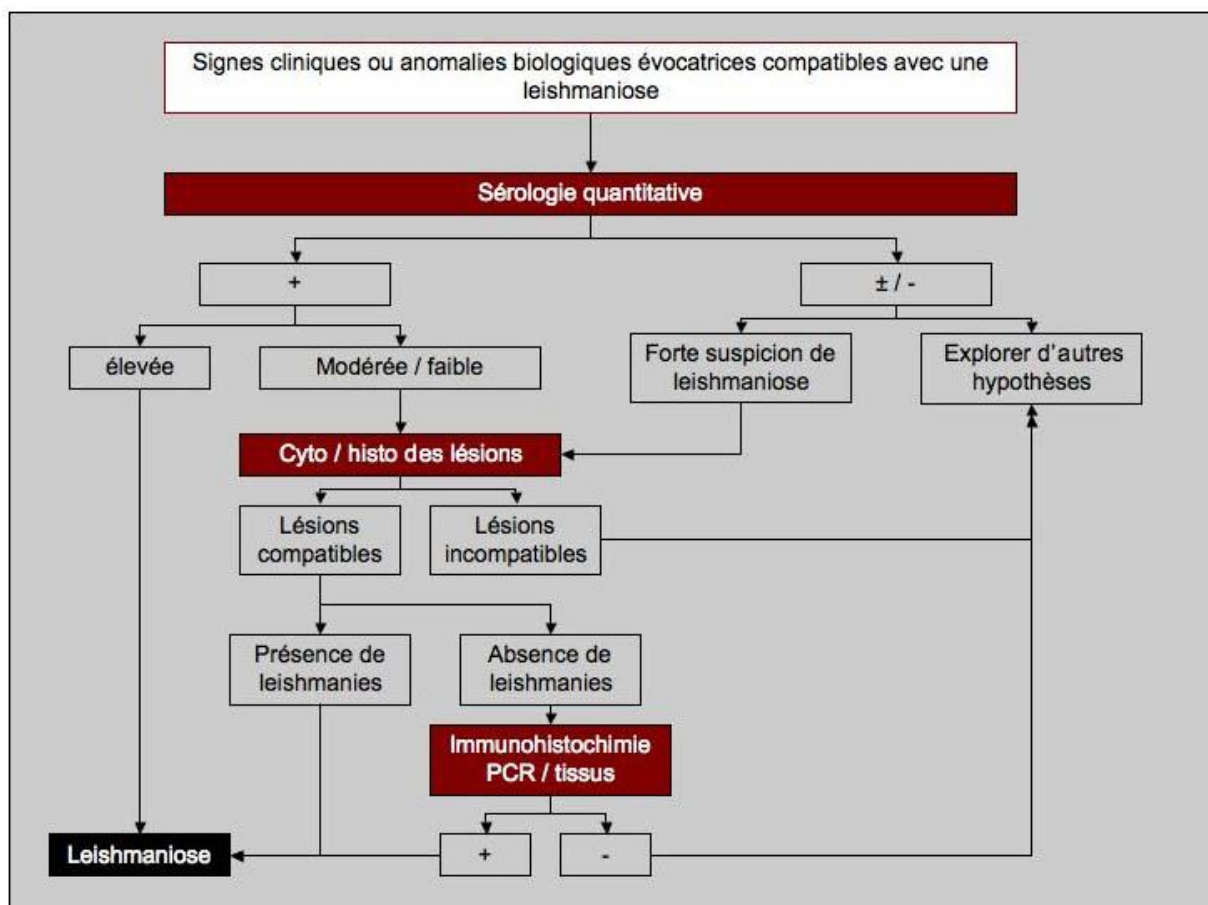 Signes cliniques ou anomalies biologiques évocatrices compatibles avec une
leishmaniose
Sérologie quantitative
+
± / -
élevée
Modérée / faible
Forte suspicion de
leishmaniose
Explorer d'autres
hypothèses
Cyto / histo des lésions
Lésions
compatibles
Lésions
incompatibles
Présence de
leishmanies
Absence de
leishmanies
Immunohistochimie
PCR / tissus
Leishmaniose
+
-